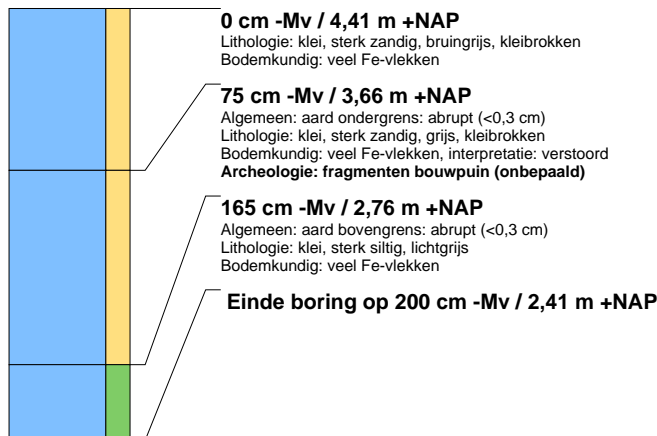 0 cm -Mv / 4,41 m +NAP
Lithologie: klei, sterk zandig, bruingrijs, kleibrokken
Bodemkundig: veel Fe-vlekken
75 cm -Mv / 3,66 m +NAP
Algemeen: aard ondergrens: abrupt (<0,3 cm)
Lithologie: klei, sterk zandig, grijs, kleibrokken
Bodemkundig: veel Fe-vlekken, interpretatie: verstoord
Archeologie: fragmenten bouwpuin (onbepaald)
165 cm -Mv / 2,76 m +NAP
Algemeen: aard bovengrens: abrupt (<0,3 cm)
Lithologie: klei, sterk siltig, lichtgrijs
Bodemkundig: veel Fe-vlekken
Einde boring op 200 cm -Mv / 2,41 m +NAP